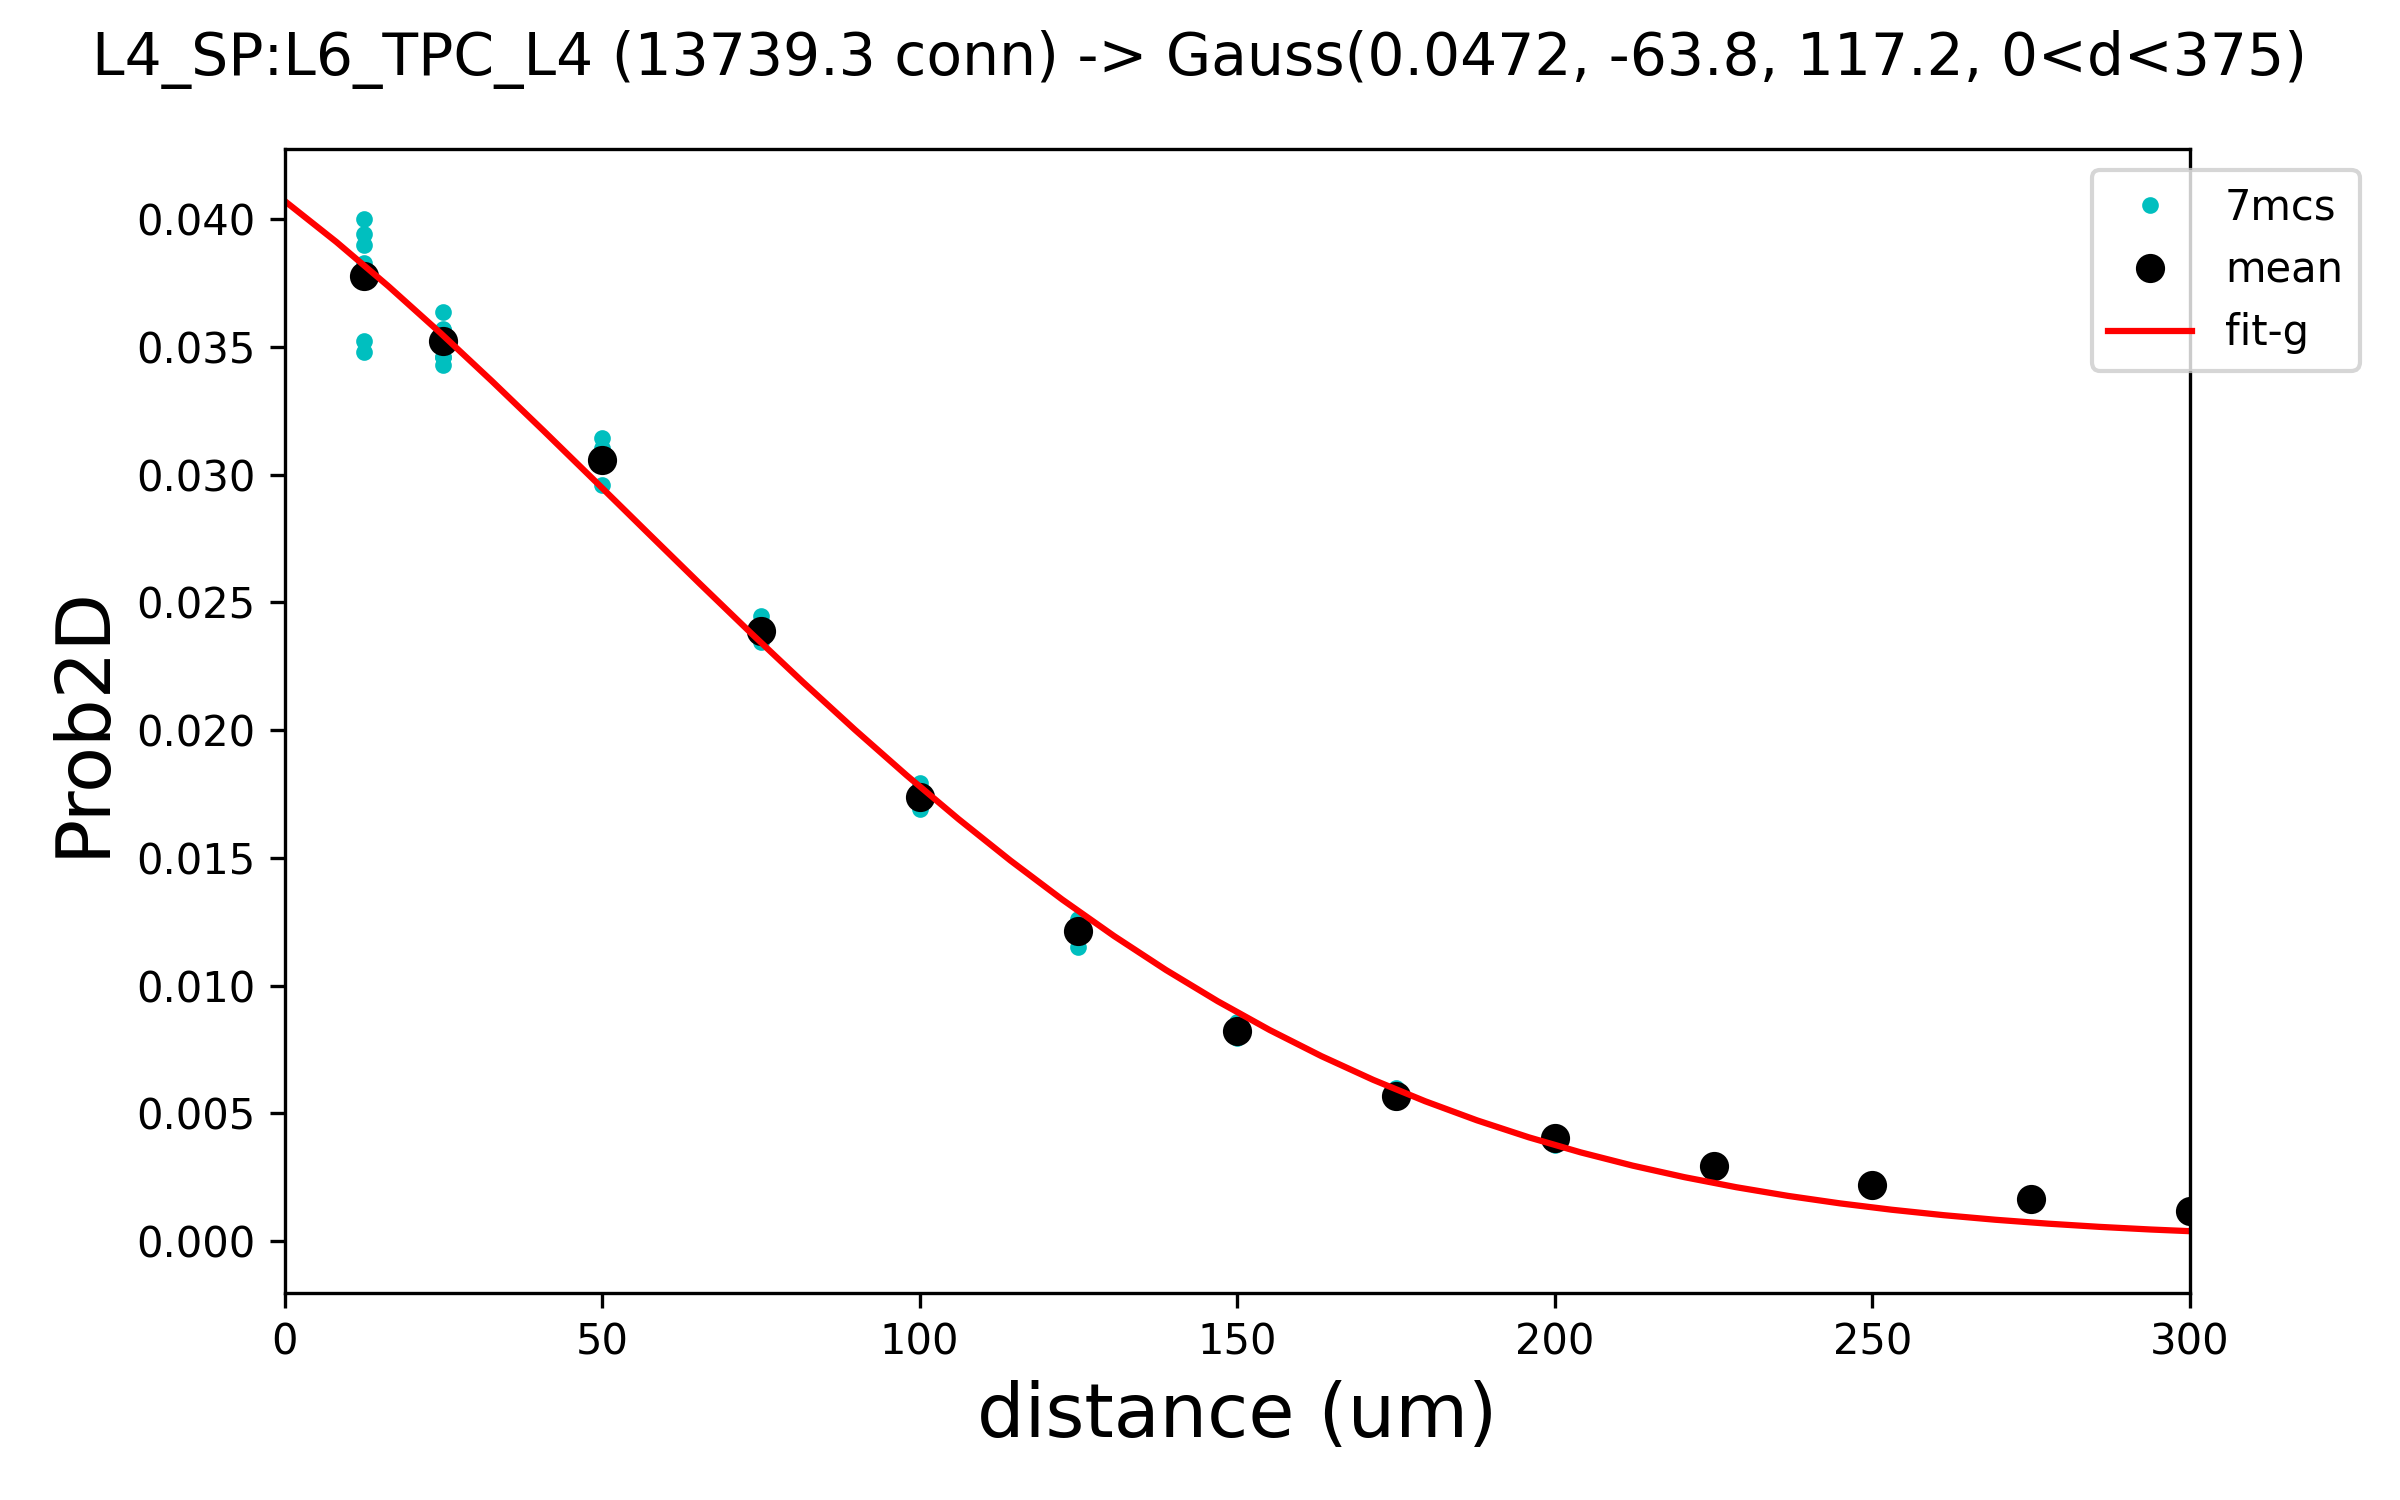 L4_SP:L6_TPC_L4 (13739.3 conn) -> Gauss(0.0472, -63.8, 117.2, 0<d<375)
7mcs
mean
fit-g
0.040
0.035
0.030
0.025
0.020
0.015
0.010
0.005
0.000
Prob2D
0 50 100 150 200 250 300
distance (um)